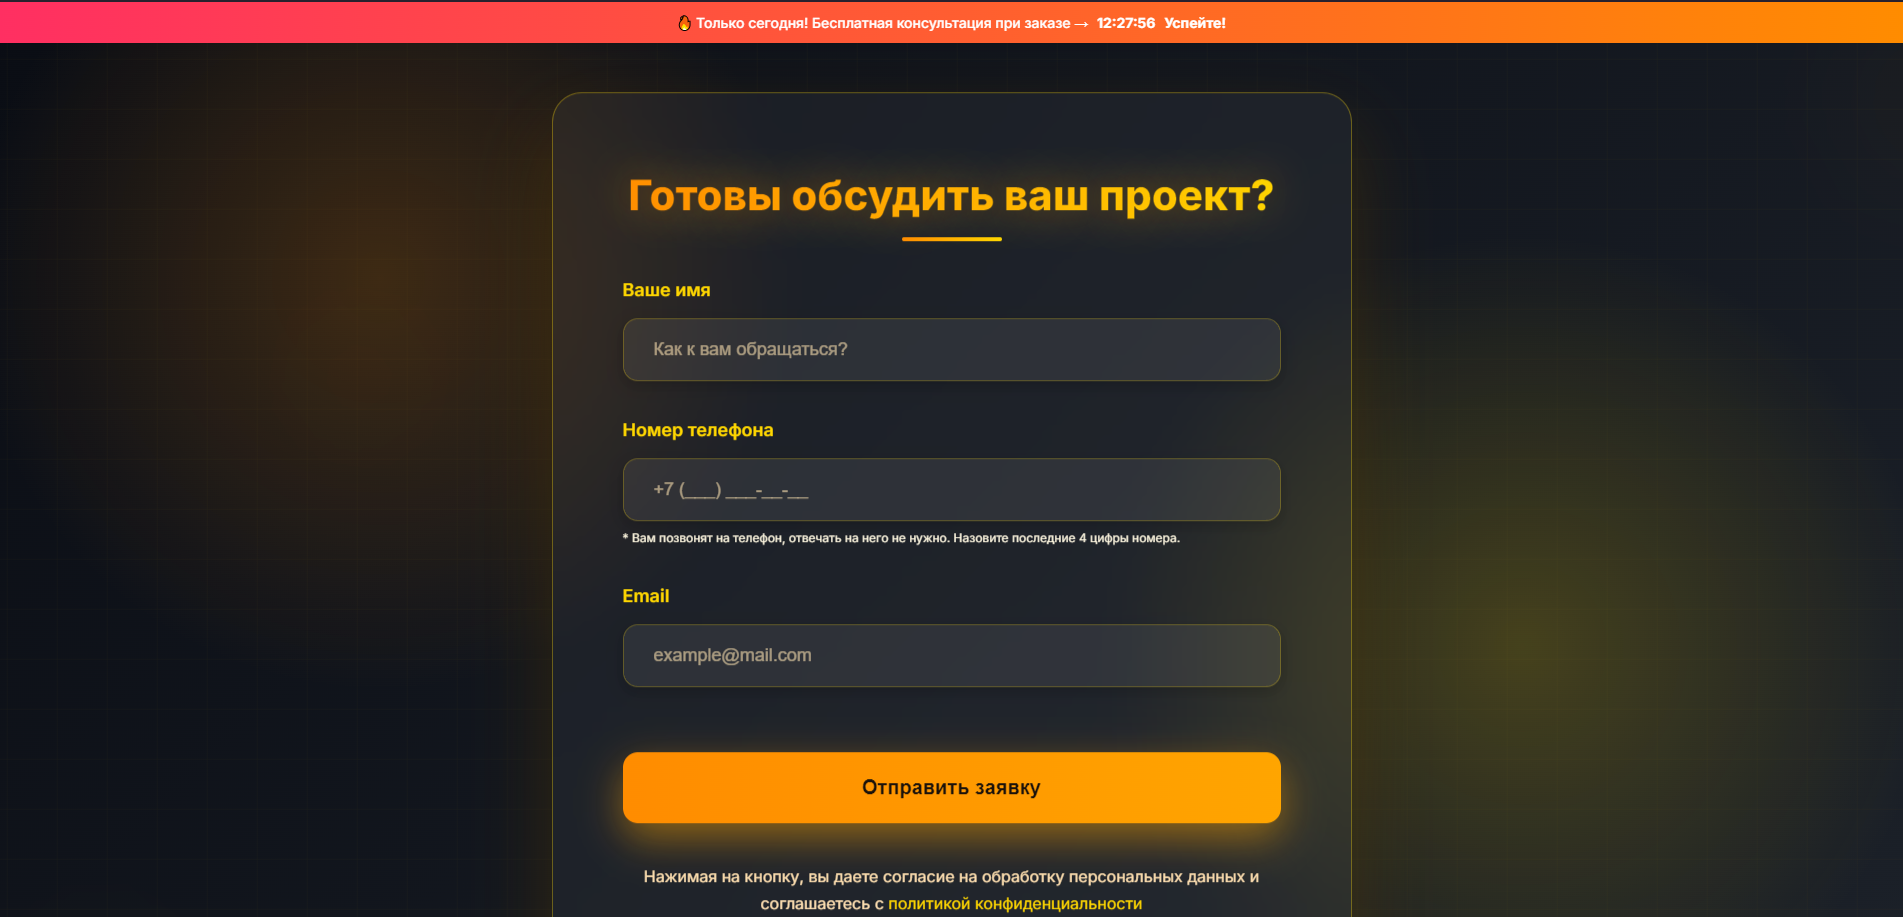 🔥 Только сегодня! Бесплатная консультация при заказе → 12:27:56 Успейте!
Готовы обсудить ваш проект?
Ваше имя
Как к вам обращаться?
Номер телефона
+7 (___) ___-__-__
* Вам позвонят на телефон, отвечать на него не нужно. Назовите последние 4 цифры номера.
Email
example@mail.com
Отправить заявку
Нажимая на кнопку, вы даете согласие на обработку персональных данных и
соглашаетесь с политикой конфиденциальности